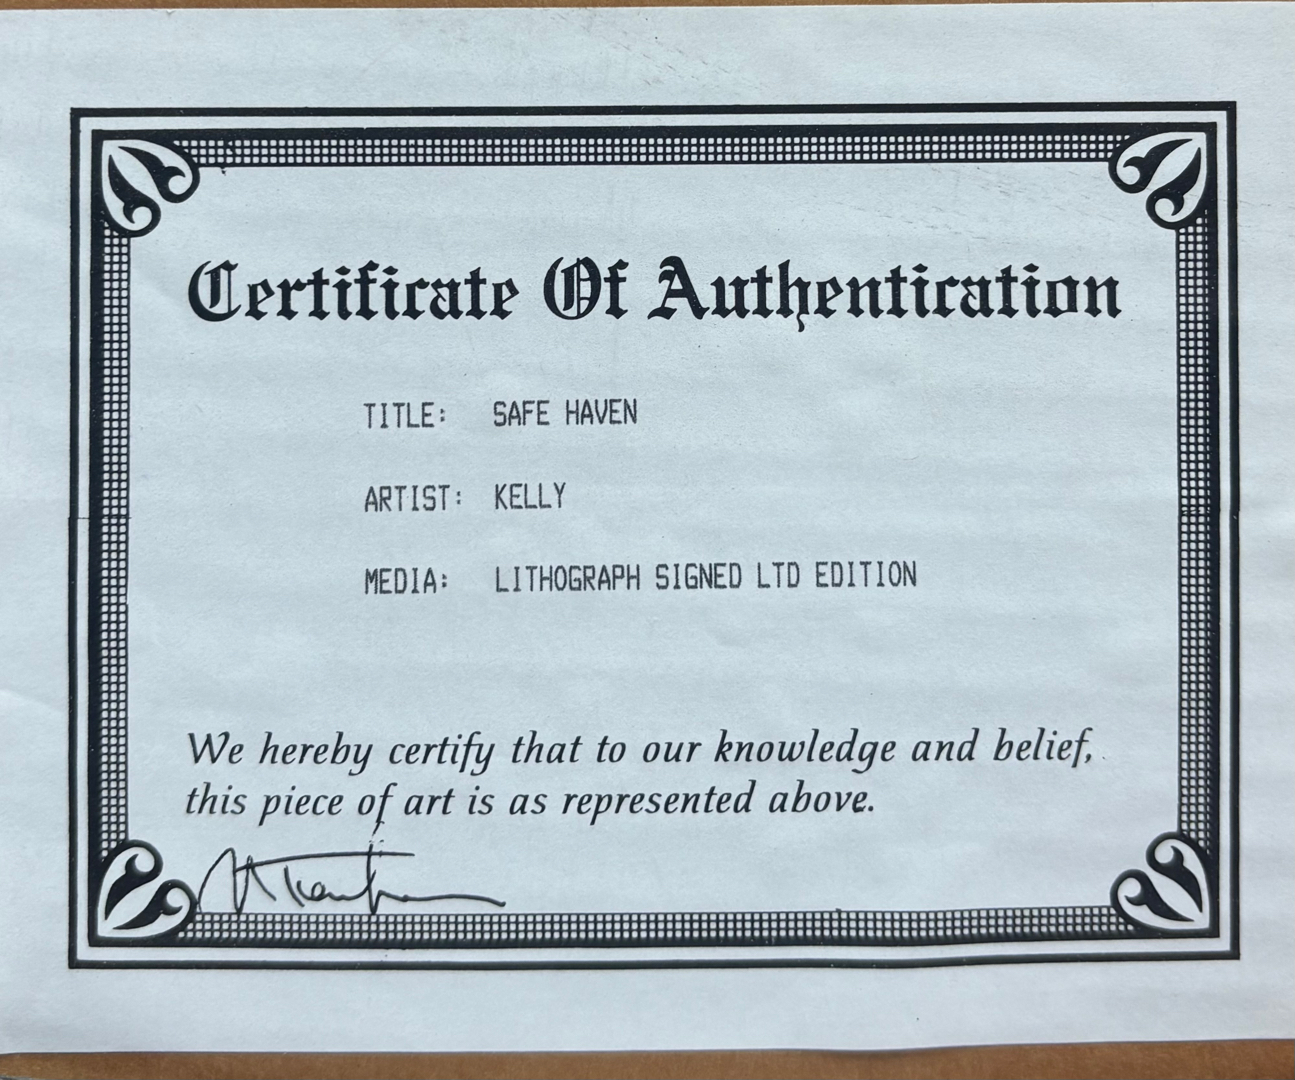 Certificate Of Authentication
TITLE: SAFE HAVEN
ARTIST: KELLY
MEDIA: LITHOGRAPH SIGNED LTD EDITION
We hereby certify that to our knowledge and belief,
this piece of art is as represented above.